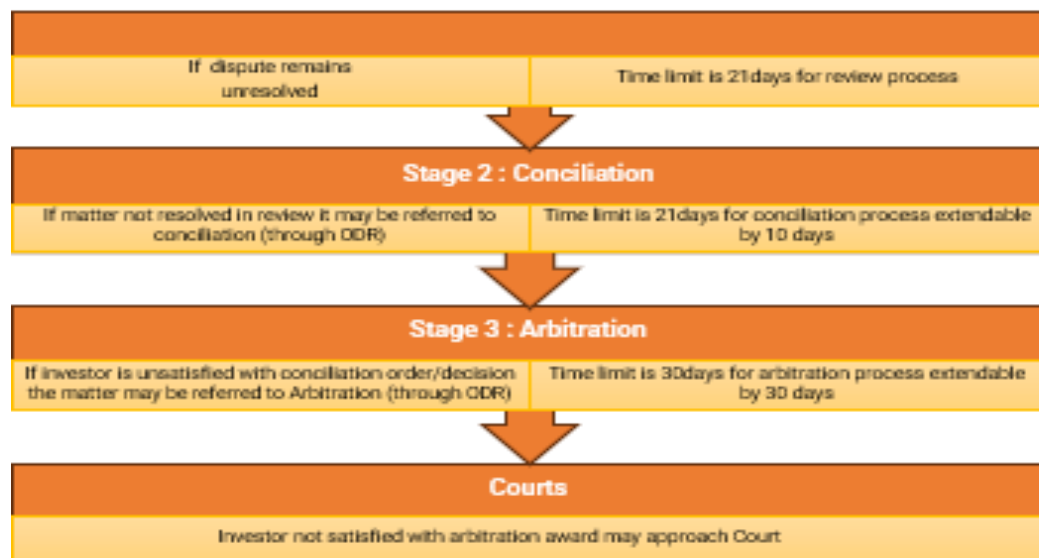 If dispute remains
unresolved
Time limit is 21days for review process
Stage 2 : Conciliation
If matter not resolved in review it may be referred to
conciliation (through ODR)
Time limit is 21days for conciliation process extendable
by 10 days
Stage 3 : Arbitration
If investor is unsatisfied with conciliation order/decision
the matter may be referred to Arbitration (through ODR)
Time limit is 30days for arbitration process extendable
by 30 days
Courts
Investor not satisfied with arbitration award may approach Court